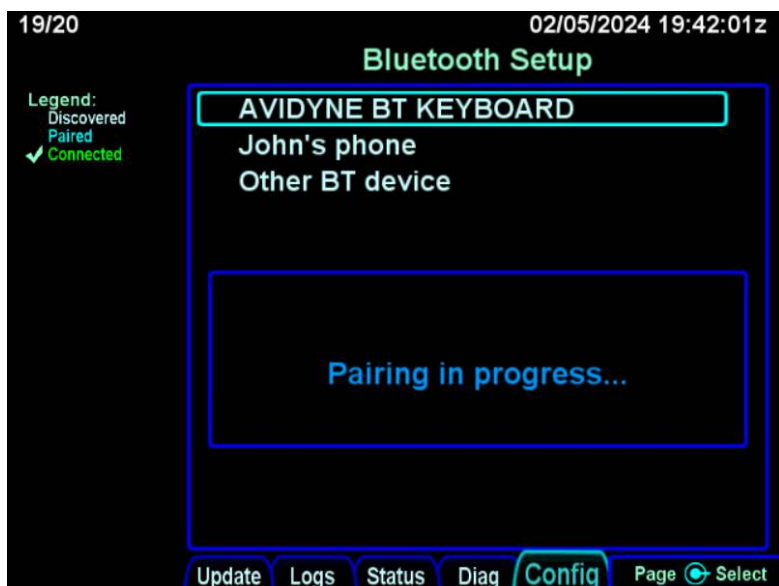 19/20 02/05/2024 19:42:01z
Bluetooth Setup
Legend:
Discovered
Paired
Connected
AVIDYNE BT KEYBOARD
John's phone
Other BT device
Pairing in progress...
Update Logs Status Diag Config Page Select